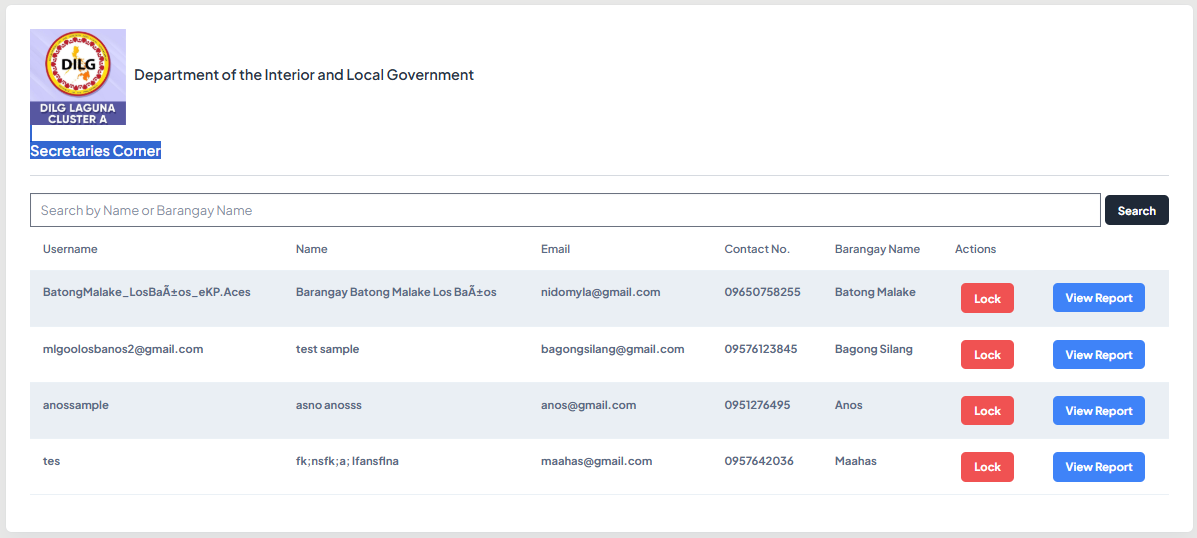 DILG
DILG LAGUNA
CLUSTER A
Department of the Interior and Local Government
Secretaries Corner
Search by Name or Barangay Name Search
Username Name Email Contact No. Barangay Name Actions
BatongMalake_LosBaÃ±os_eKP.Aces Barangay Batong Malake Los BaÃ±os nidomyla@gmail.com 09650758255 Batong Malake Lock View Report
mlgoolosbanos2@gmail.com test sample bagongsilang@gmail.com 09576123845 Bagong Silang Lock View Report
anossample asno anosss anos@gmail.com 0951276495 Anos Lock View Report
tes fk;nsfk;a; lfansflna maahas@gmail.com 0957642036 Maahas Lock View Report